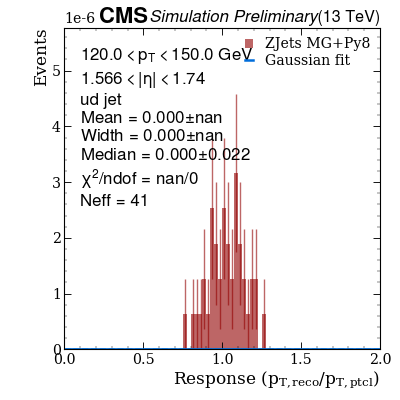 1e-6 CMS Simulation Preliminary (13 TeV)
120.0 < pT < 150.0 GeV
1.566 < |η| < 1.74
ud jet
Mean = 0.000±nan
Width = 0.000±nan
Median = 0.000±0.022
χ²/ndof = nan/0
Neff = 41
ZJets MG+Py8
Gaussian fit
Events
5
4
3
2
1
0
0.0 0.5 1.0 1.5 2.0
Response (pT,reco/pT,ptcl)